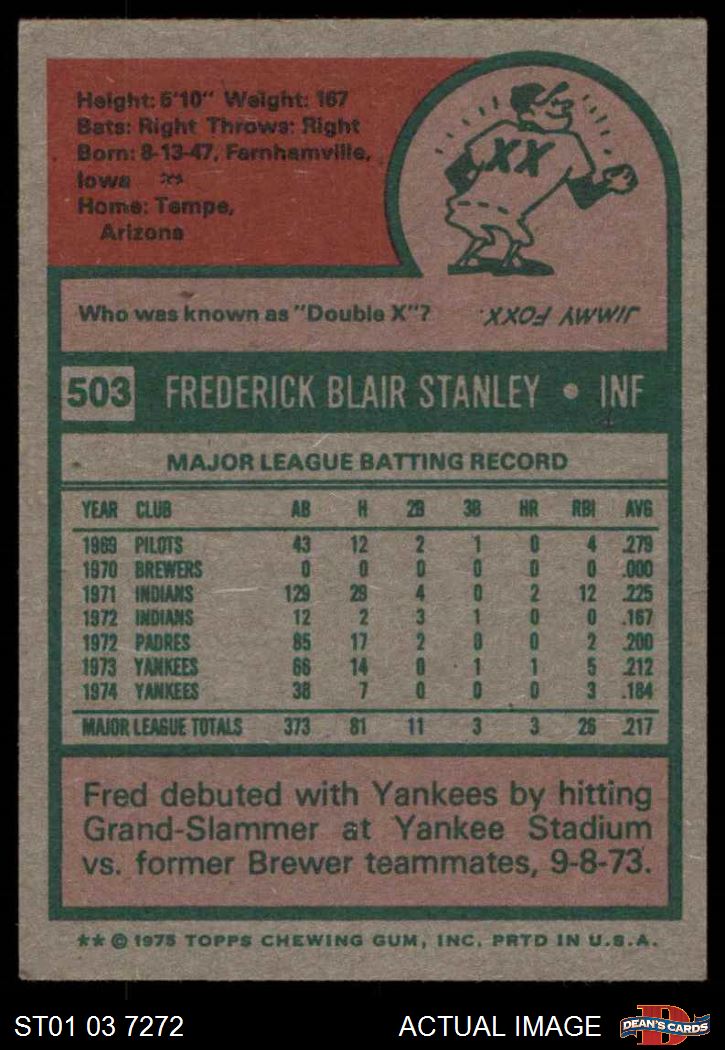 Height: 5'10" Weight: 167
Bats: Right Throws: Right
Born: 8-13-47, Farnhamville,
Iowa **
Home: Tempe,
Arizona
XX
Who was known as "Double X"?
JIMMY FOXX.
503 FREDERICK BLAIR STANLEY • INF
MAJOR LEAGUE BATTING RECORD
YEAR CLUB AB H 2B 3B HR RBI AVG
1969 PILOTS 43 12 2 1 0 4 .279
1970 BREWERS 0 0 0 0 0 0 .000
1971 INDIANS 129 29 4 0 2 12 .225
1972 INDIANS 12 2 3 1 0 0 .167
1972 PADRES 85 17 2 0 0 2 .200
1973 YANKEES 66 14 0 1 1 5 .212
1974 YANKEES 38 7 0 0 0 3 .184
MAJOR LEAGUE TOTALS 373 81 11 3 3 26 .217
Fred debuted with Yankees by hitting
Grand-Slammer at Yankee Stadium
vs. former Brewer teammates, 9-8-73.
** © 1975 TOPPS CHEWING GUM, INC. PRTD IN U.S.A.
ST01 03 7272
ACTUAL IMAGE
D
DEAN'S CARDS